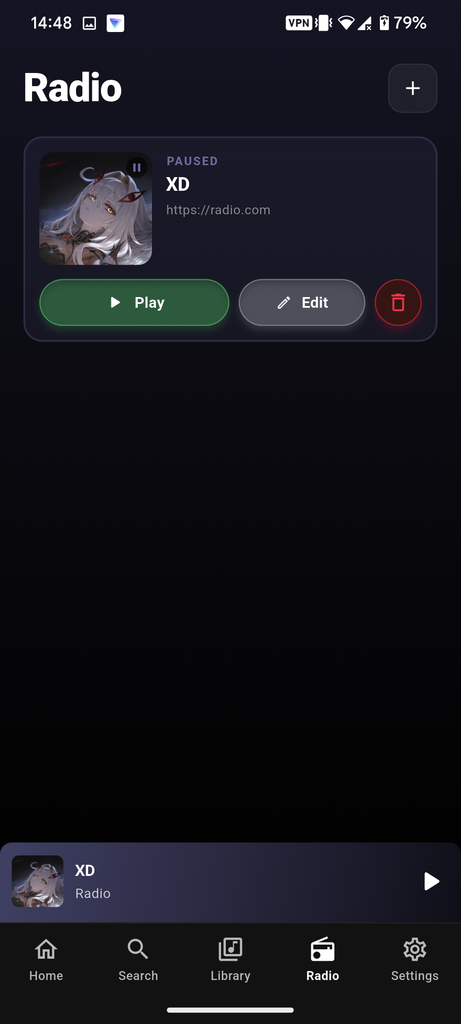 14:48 VPN 79%
Radio
PAUSED
XD
https://radio.com
Play Edit
XD
Radio
Home Search Library Radio Settings